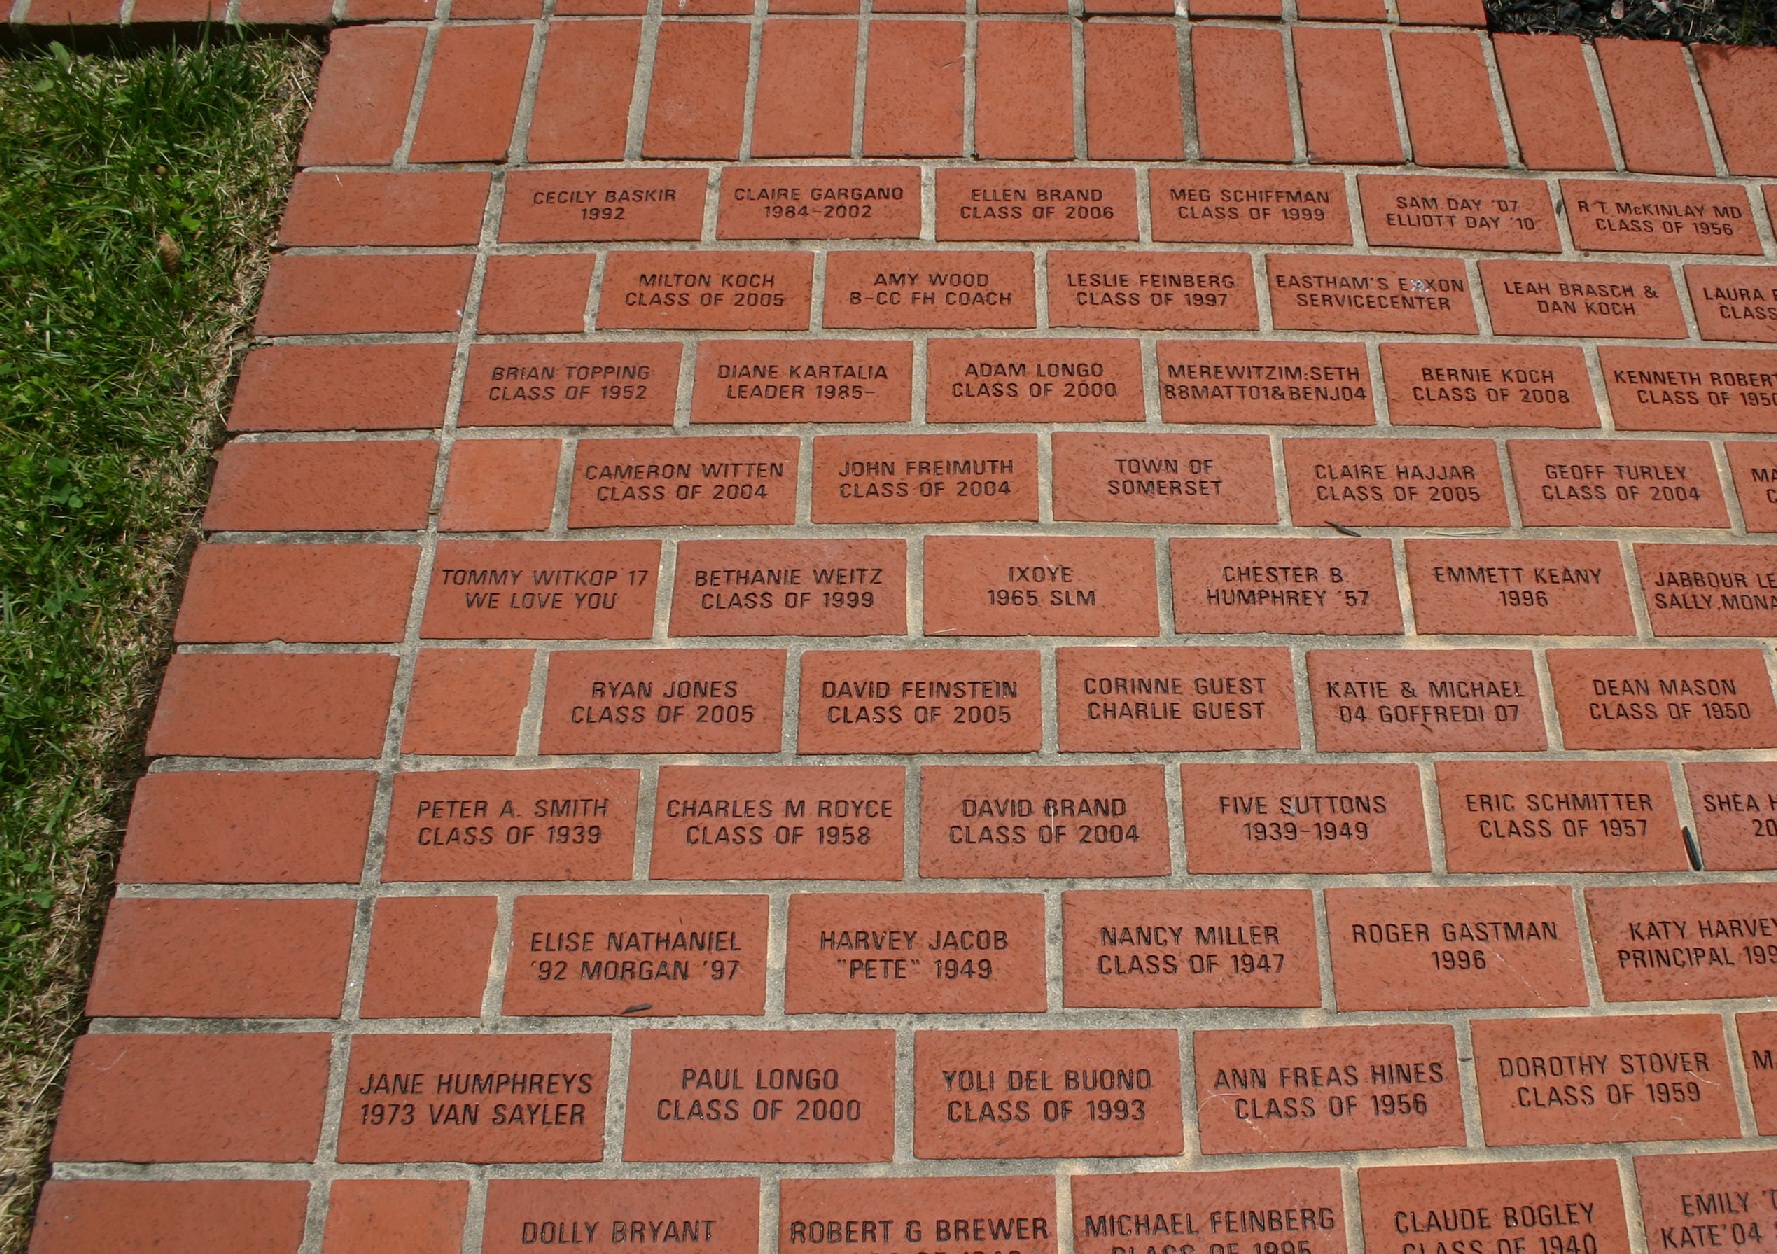 CECILY BASKIR
1992
CLAIRE GARGANO
1984-2002
ELLEN BRAND
CLASS OF 2006
MEG SCHIFFMAN
CLASS OF 1999
SAM DAY '07
ELLIOTT DAY '10
R T McKINLAY MD
CLASS OF 1956
MILTON KOCH
CLASS OF 2005
AMY WOOD
B-CC FH COACH
LESLIE FEINBERG
CLASS OF 1997
EASTHAM'S EXXON
SERVICECENTER
LEAH BRASCH &
DAN KOCH
LAURA
CLASS
BRIAN TOPPING
CLASS OF 1952
DIANE KARTALIA
LEADER 1985-
ADAM LONGO
CLASS OF 2000
MEREWITZIM:SETH
88MATT01&BENJ04
BERNIE KOCH
CLASS OF 2008
KENNETH ROBERT
CLASS OF 1950
CAMERON WITTEN
CLASS OF 2004
JOHN FREIMUTH
CLASS OF 2004
TOWN OF
SOMERSET
CLAIRE HAJJAR
CLASS OF 2005
GEOFF TURLEY
CLASS OF 2004
MA
C
TOMMY WITKOP 17
WE LOVE YOU
BETHANIE WEITZ
CLASS OF 1999
IXOYE
1965 SLM
CHESTER B.
HUMPHREY '57
EMMETT KEANY
1996
JABBOUR LE
SALLY,MONA
RYAN JONES
CLASS OF 2005
DAVID FEINSTEIN
CLASS OF 2005
CORINNE GUEST
CHARLIE GUEST
KATIE & MICHAEL
04 GOFFREDI 07
DEAN MASON
CLASS OF 1950
PETER A. SMITH
CLASS OF 1939
CHARLES M ROYCE
CLASS OF 1958
DAVID BRAND
CLASS OF 2004
FIVE SUTTONS
1939-1949
ERIC SCHMITTER
CLASS OF 1957
SHEA H
20
ELISE NATHANIEL
'92 MORGAN '97
HARVEY JACOB
"PETE" 1949
NANCY MILLER
CLASS OF 1947
ROGER GASTMAN
1996
KATY HARVEY
PRINCIPAL 199
JANE HUMPHREYS
1973 VAN SAYLER
PAUL LONGO
CLASS OF 2000
YOLI DEL BUONO
CLASS OF 1993
ANN FREAS HINES
CLASS OF 1956
DOROTHY STOVER
CLASS OF 1959
M
DOLLY BRYANT
ROBERT G BREWER
MICHAEL FEINBERG
CLASS OF 1995
CLAUDE BOGLEY
CLASS OF 1940
EMILY
KATE'04